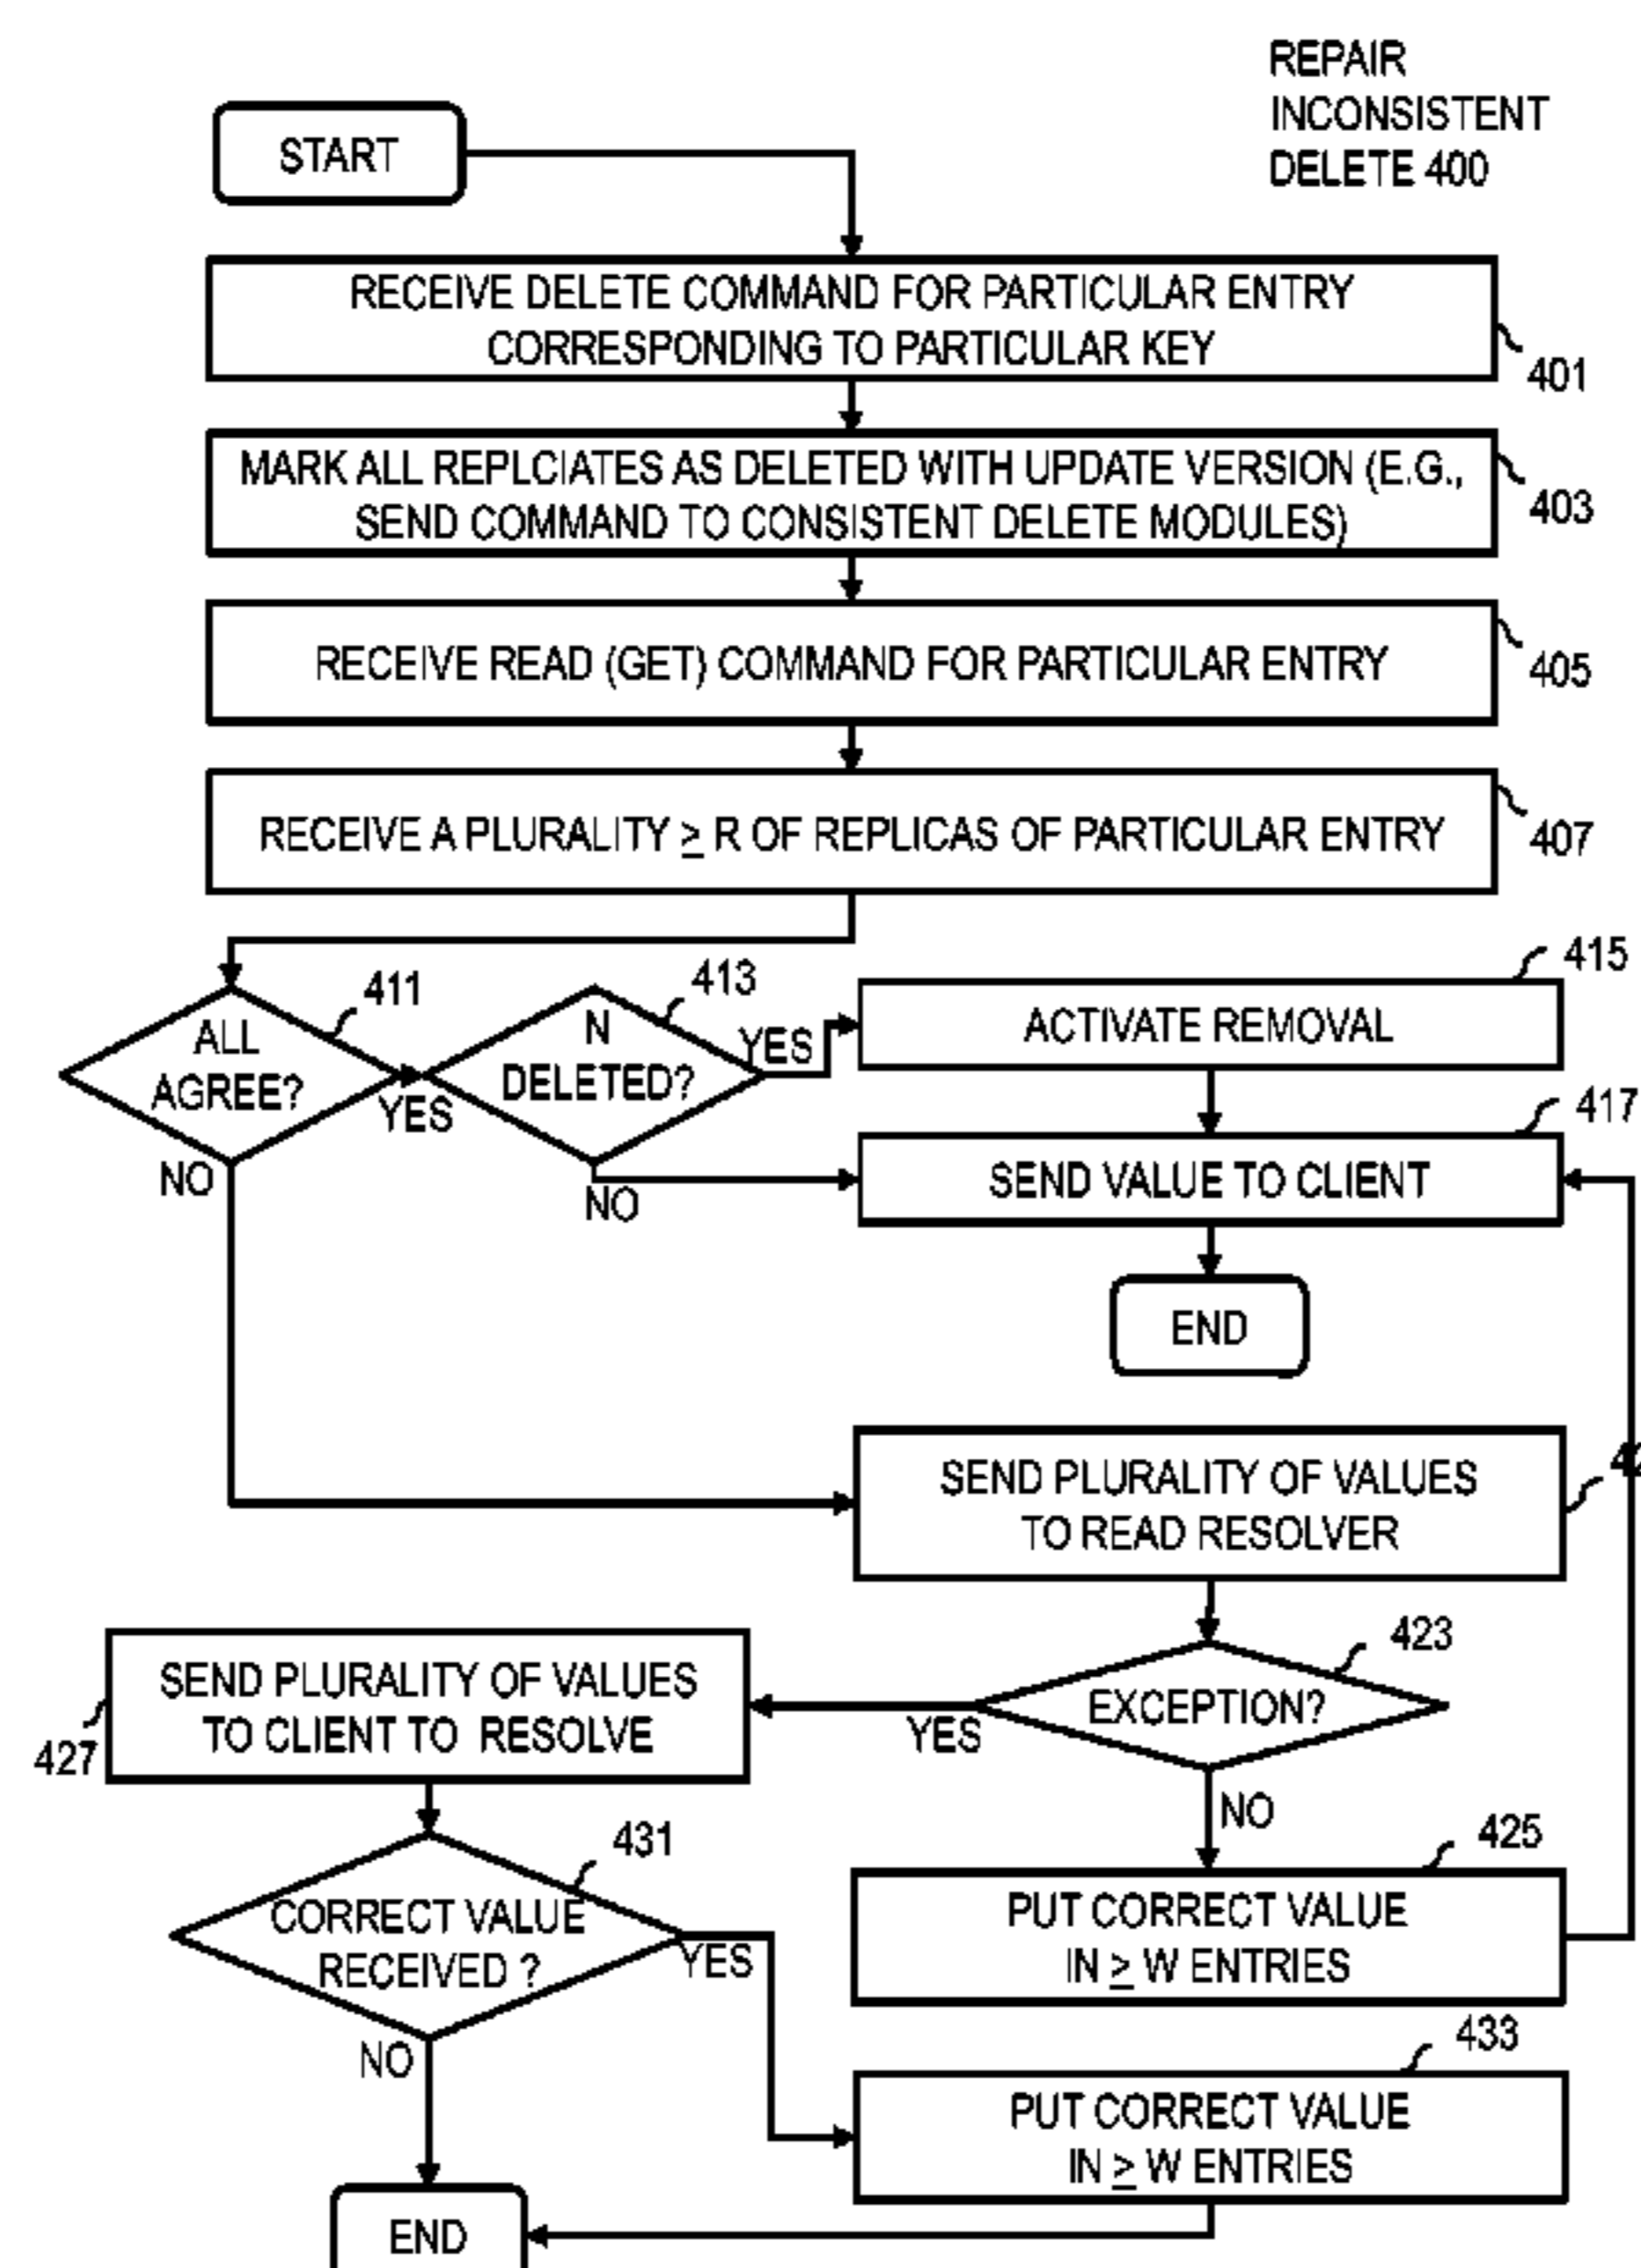 REPAIR
INCONSISTENT
DELETE 400
START
RECEIVE DELETE COMMAND FOR PARTICULAR ENTRY
CORRESPONDING TO PARTICULAR KEY
401
MARK ALL REPLCIATES AS DELETED WITH UPDATE VERSION (E.G.,
SEND COMMAND TO CONSISTENT DELETE MODULES)
403
RECEIVE READ (GET) COMMAND FOR PARTICULAR ENTRY
405
RECEIVE A PLURALITY ≥ R OF REPLICAS OF PARTICULAR ENTRY
407
ALL
AGREE?
411
YES
NO
N
DELETED?
413
YES
NO
ACTIVATE REMOVAL
415
SEND VALUE TO CLIENT
417
END
SEND PLURALITY OF VALUES
TO READ RESOLVER
EXCEPTION?
423
YES
NO
SEND PLURALITY OF VALUES
TO CLIENT TO RESOLVE
427
PUT CORRECT VALUE
IN ≥ W ENTRIES
425
CORRECT VALUE
RECEIVED ?
431
YES
NO
PUT CORRECT VALUE
IN ≥ W ENTRIES
433
END